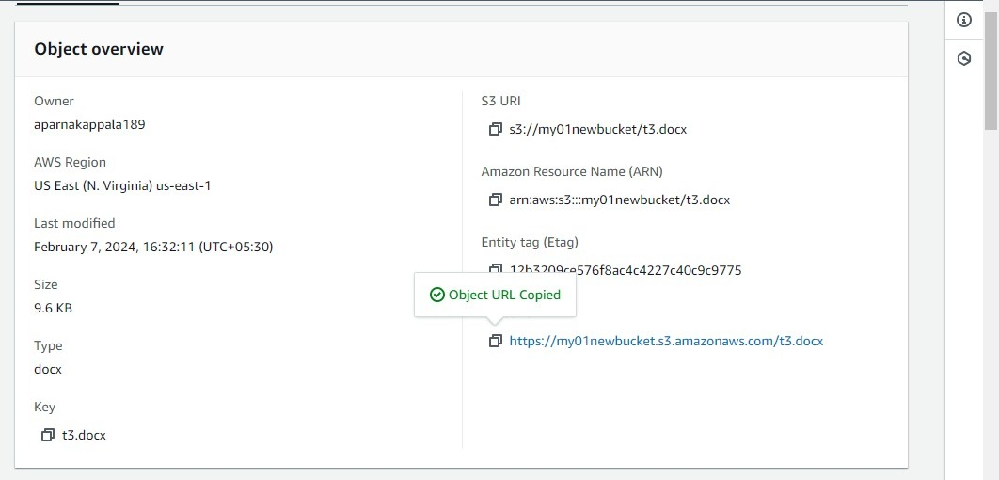 Object overview
Owner
aparnakappala189
AWS Region
US East (N. Virginia) us-east-1
Last modified
February 7, 2024, 16:32:11 (UTC+05:30)
Size
9.6 KB
Type
docx
Key
t3.docx
S3 URI
s3://my01newbucket/t3.docx
Amazon Resource Name (ARN)
arn:aws:s3:::my01newbucket/t3.docx
Entity tag (Etag)
12b3209ce576f8ac4c4227c40c9c9775
Object URL Copied
https://my01newbucket.s3.amazonaws.com/t3.docx